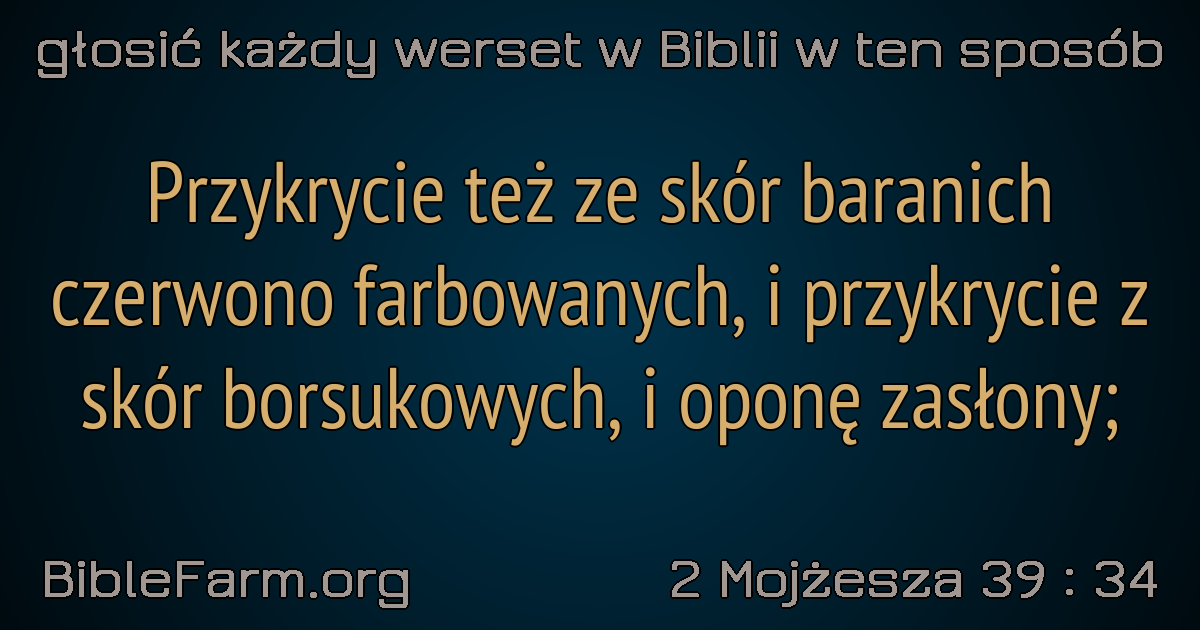 głosić każdy werset w Biblii w ten sposób
Przykrycie też ze skór baranich
czerwono farbowanych, i przykrycie z
skór borsukowych, i oponę zasłony;
BibleFarm.org
2 Mojżesza 39 : 34